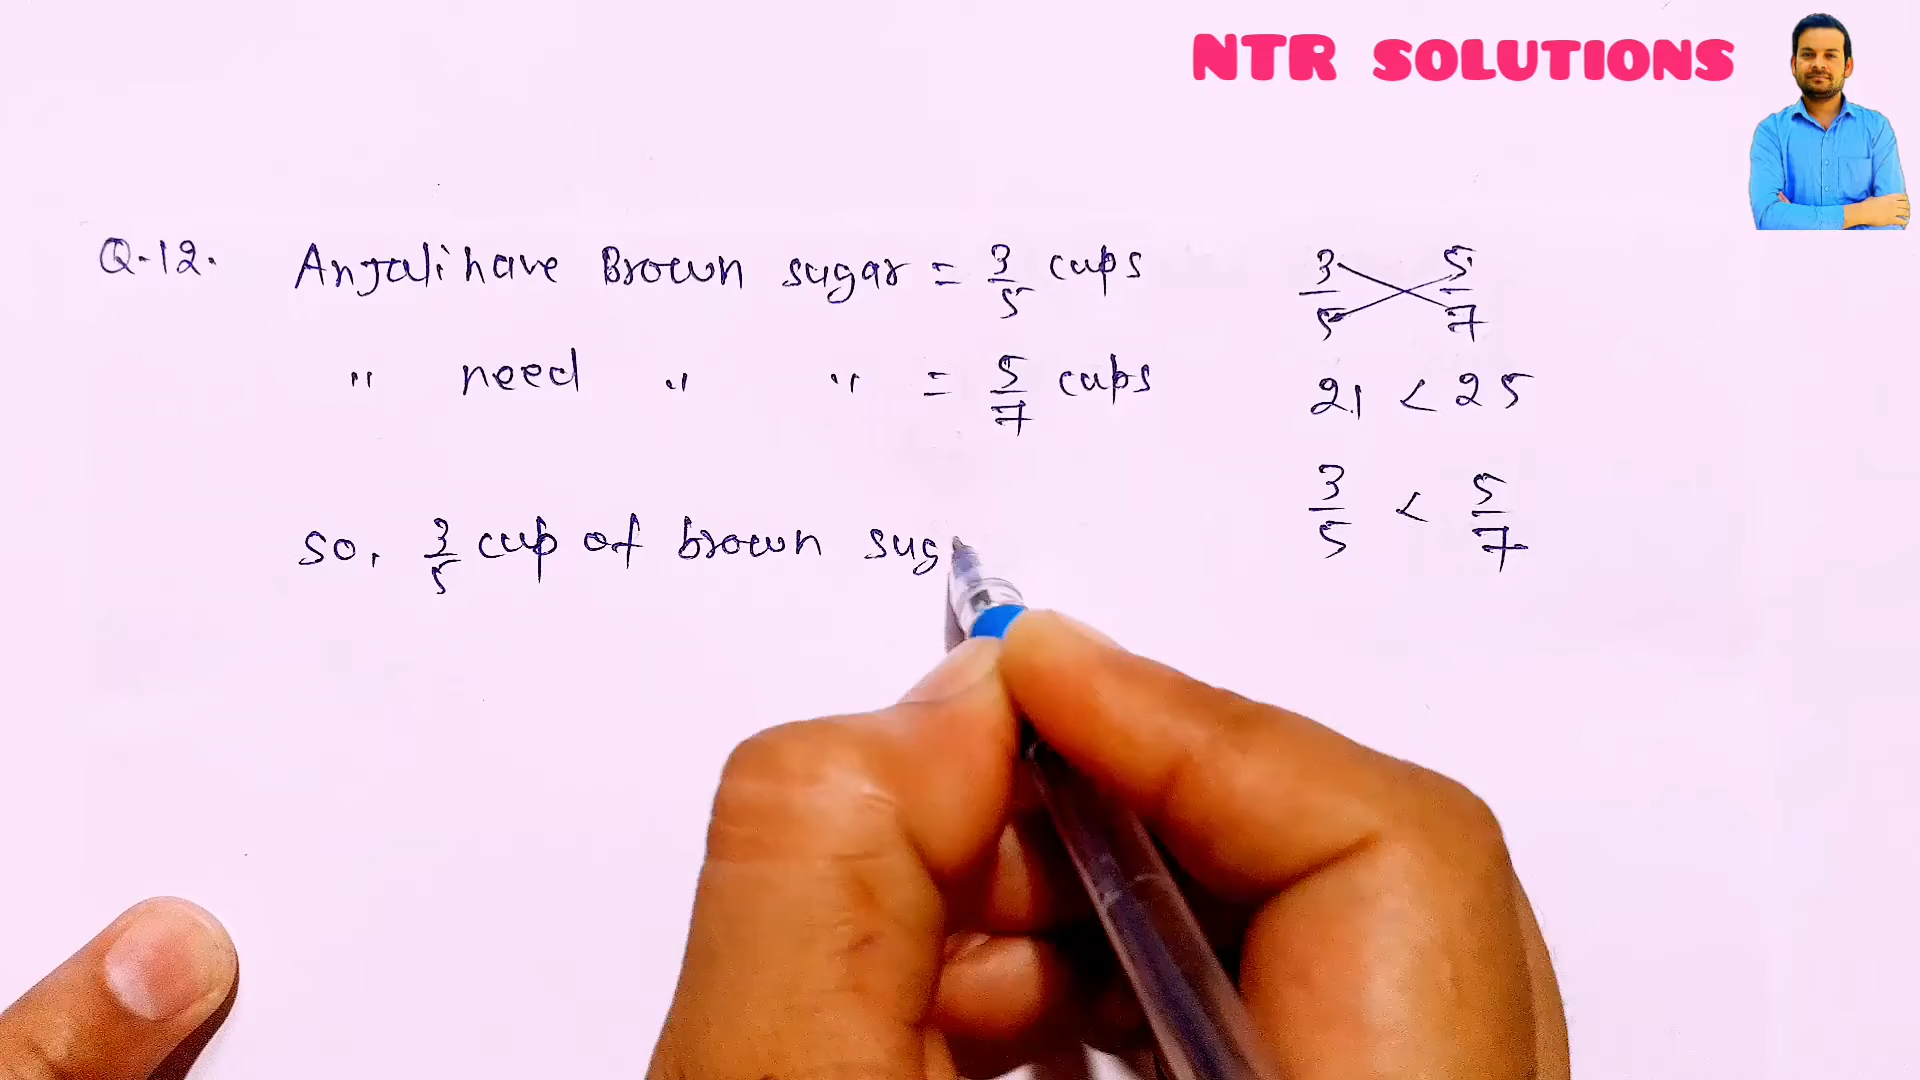 NTR SOLUTIONS
Q-12. Anjali have Brown sugar = 3/5 cups
" need " " = 5/7 cups
so, 3/5 cup of brown sug
3/5 5/7
21 < 25
3/5 < 5/7